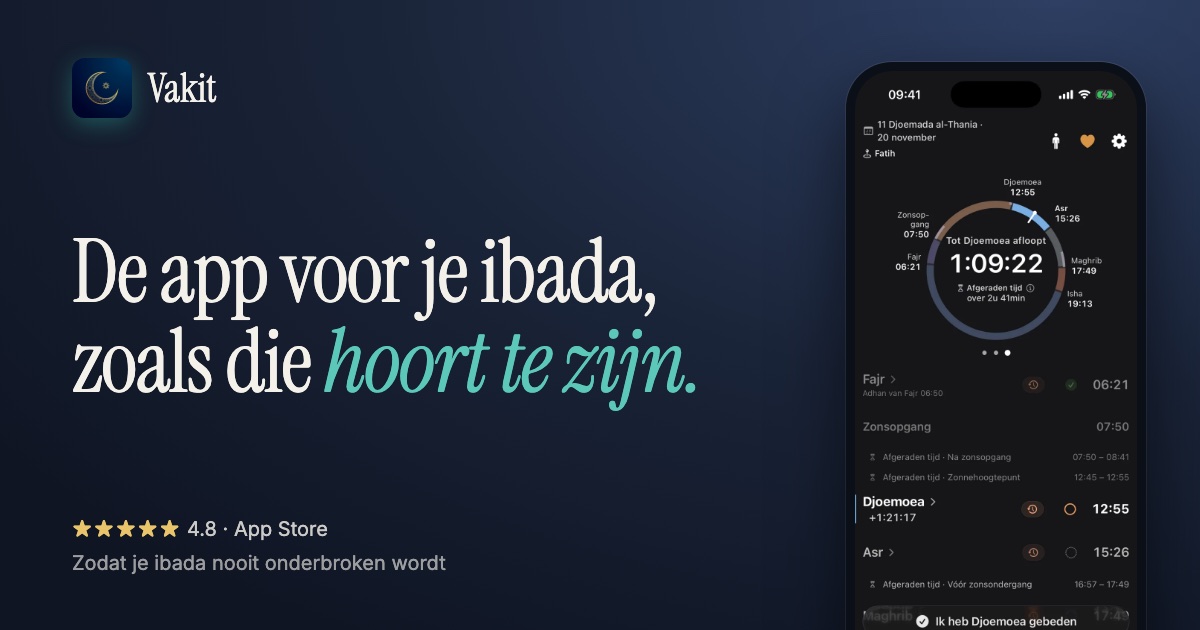 Vakit
De app voor je ibada,
zoals die hoort te zijn.
4.8 · App Store
Zodat je ibada nooit onderbroken wordt
09:41
11 Djoemada al-Thania ·
20 november
Fatih
Djoemoea
12:55
Asr
15:26
Zonsop-
gang
07:50
Fajr
06:21
Maghrib
17:49
Isha
19:13
Tot Djoemoea afloopt
1:09:22
Afgeraden tijd
over 2u 41min
Fajr 06:21
Adhan van Fajr 06:50
Zonsopgang 07:50
Afgeraden tijd · Na zonsopgang 07:50 – 08:41
Afgeraden tijd · Zonnehoogtepunt 12:45 – 12:55
Djoemoea 12:55
+1:21:17
Asr 15:26
Afgeraden tijd · Vóór zonsondergang 16:57 – 17:49
Maghrib 17:49
Ik heb Djoemoea gebeden